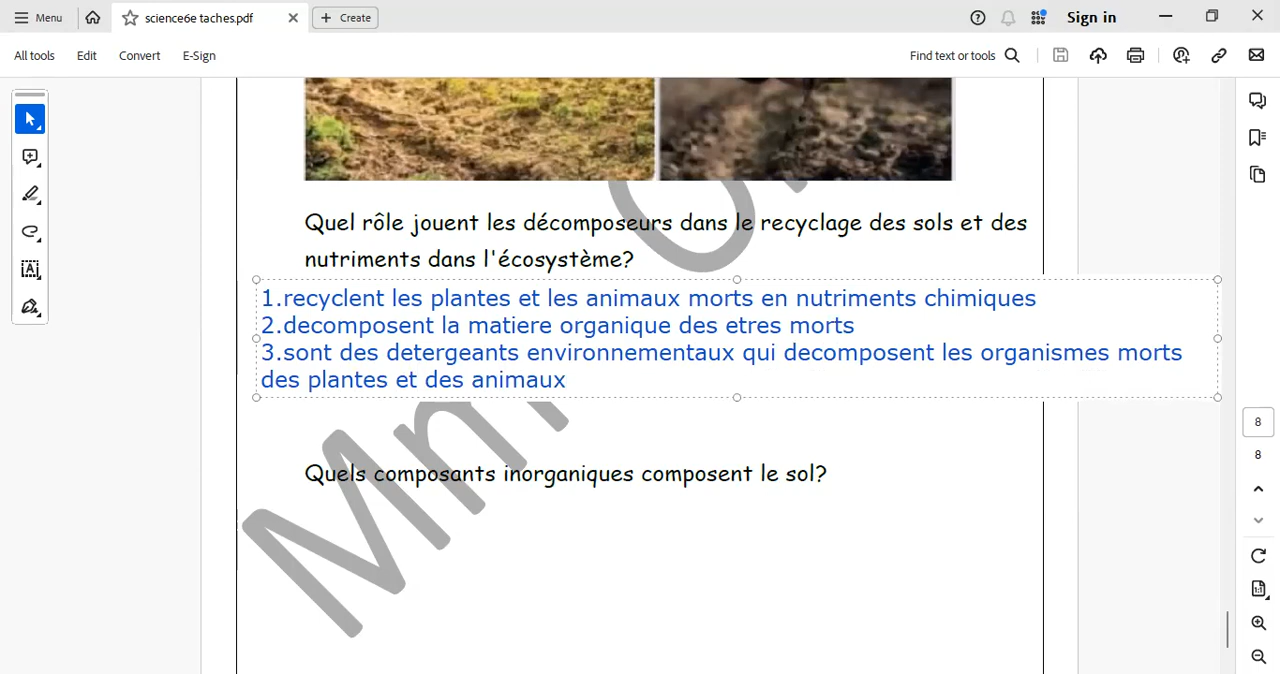 Menu
science6e taches.pdf
Create
Sign in
All tools
Edit
Convert
E-Sign
Find text or tools
Quel rôle jouent les décomposeurs dans le recyclage des sols et des
nutriments dans l'écosystème?
1.recyclent les plantes et les animaux morts en nutriments chimiques
2.decomposent la matiere organique des etres morts
3.sont des detergeants environnementaux qui decomposent les organismes morts
des plantes et des animaux
Quels composants inorganiques composent le sol?
8
8
1:1